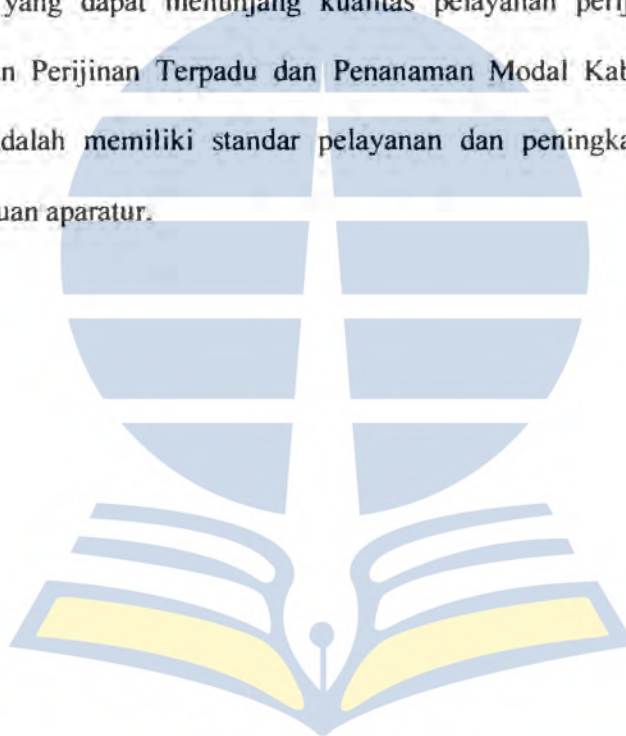 yang dapat menunjang kualitas pelayanan
n Perijinan Terpadu dan Penanaman Modal Kab
dalah memiliki standar pelayanan dan peningka
uan aparatur.